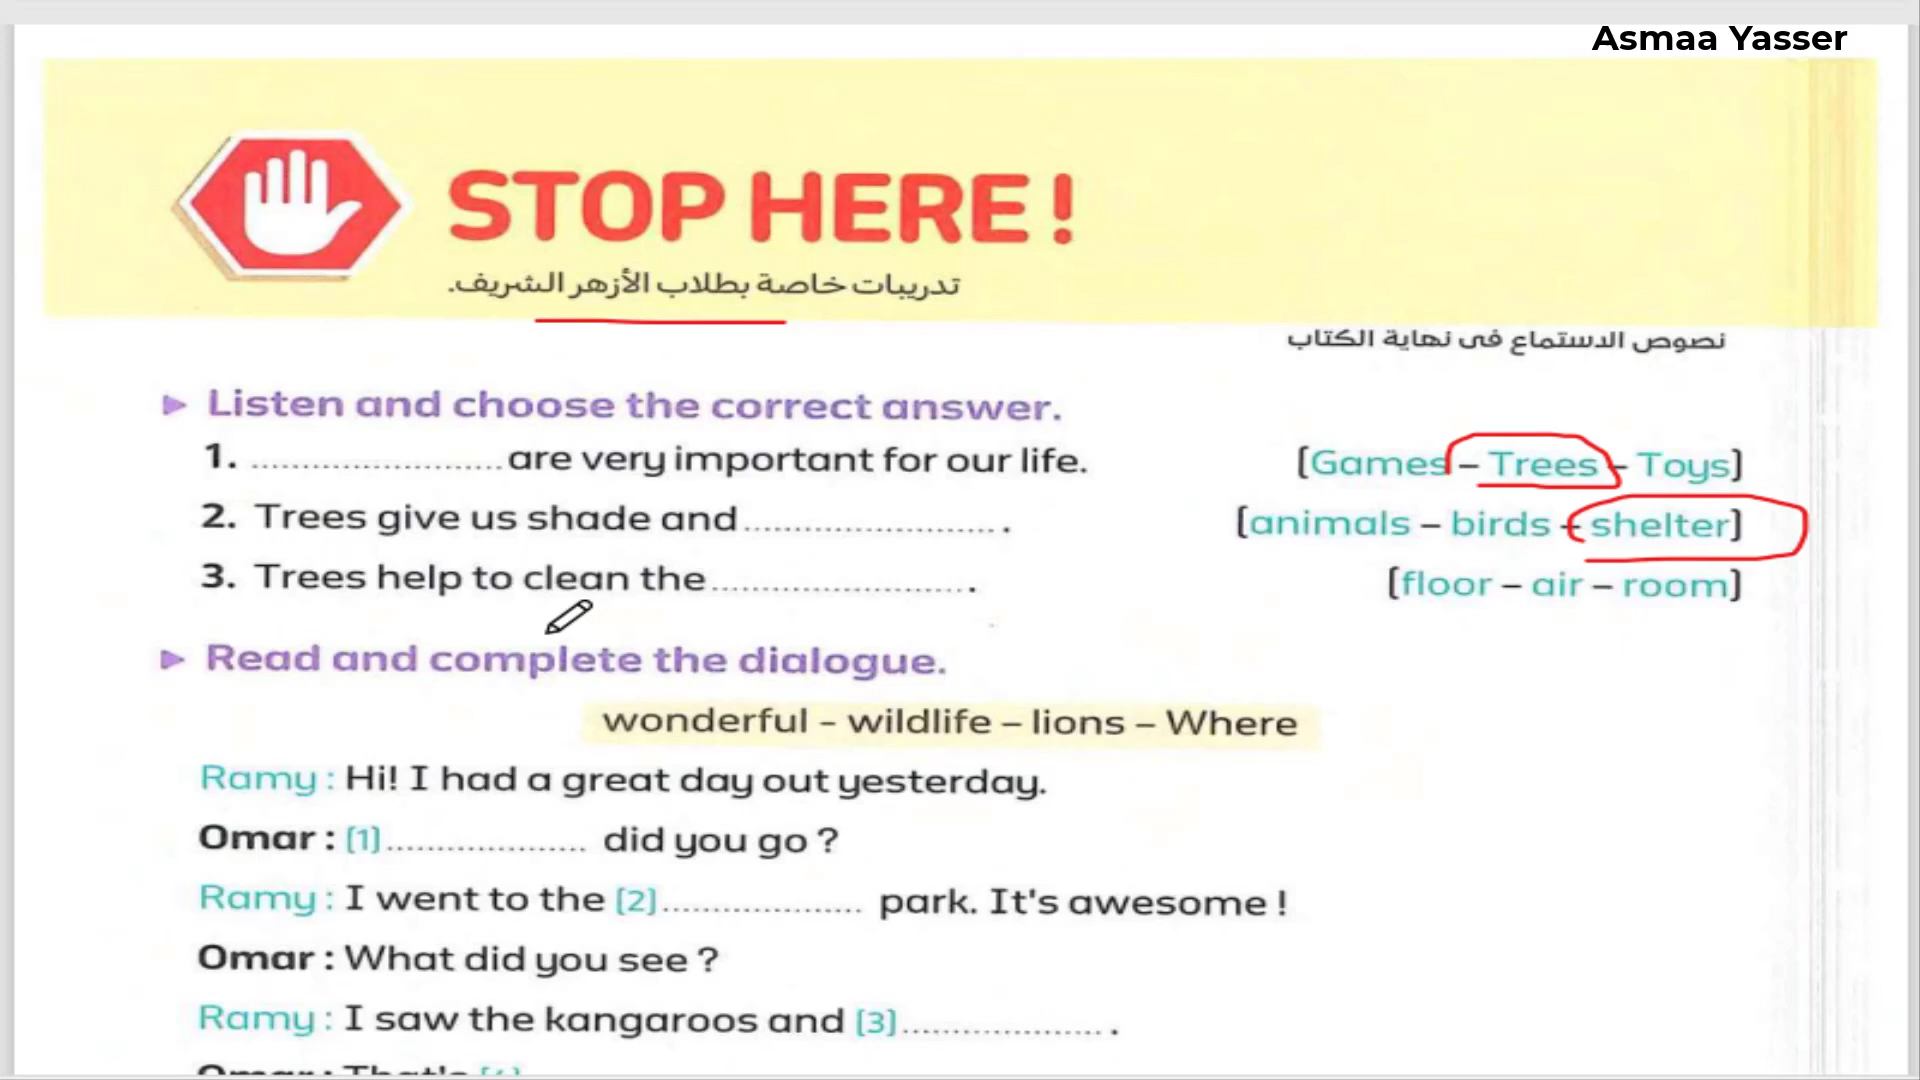 Asmaa Yasser
STOP HERE!
تدريبات خاصة بطلاب الأزهر الشريف.
نصوص الاستماع فى نهاية الكتاب
Listen and choose the correct answer.
1. ........................ are very important for our life. [Games – Trees – Toys]
2. Trees give us shade and ......................... . [animals – birds – shelter]
3. Trees help to clean the ......................... . [floor – air – room]
Read and complete the dialogue.
wonderful – wildlife – lions – Where
Ramy : Hi! I had a great day out yesterday.
Omar : [1] .................... did you go ?
Ramy : I went to the [2] .................... park. It's awesome !
Omar : What did you see ?
Ramy : I saw the kangaroos and [3] .................... .
Omar : That's [4]